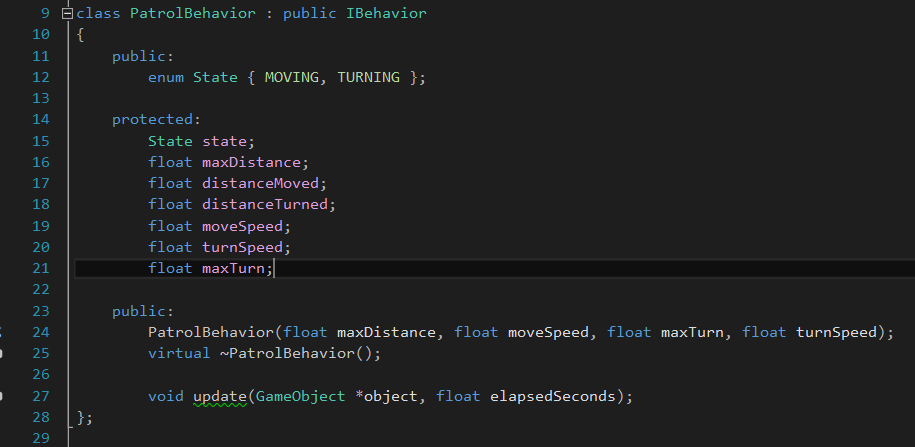 9 class PatrolBehavior : public IBehavior
10 {
11 public:
12 enum State { MOVING, TURNING };
13
14 protected:
15 State state;
16 float maxDistance;
17 float distanceMoved;
18 float distanceTurned;
19 float moveSpeed;
20 float turnSpeed;
21 float maxTurn;
22
23 public:
24 PatrolBehavior(float maxDistance, float moveSpeed, float maxTurn, float turnSpeed);
25 virtual ~PatrolBehavior();
26
27 void update(GameObject *object, float elapsedSeconds);
28 };
29